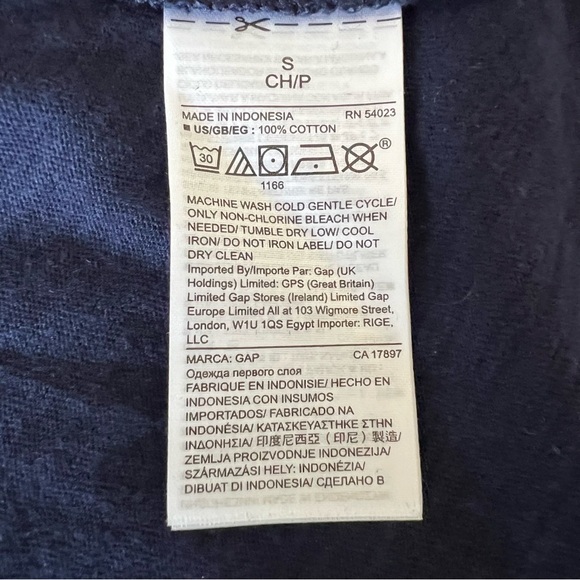 S
CH/P
MADE IN INDONESIA RN 54023
US/GB/EG : 100% COTTON
30
®
1166
MACHINE WASH COLD GENTLE CYCLE/
ONLY NON-CHLORINE BLEACH WHEN
NEEDED/ TUMBLE DRY LOW/ COOL
IRON/ DO NOT IRON LABEL/ DO NOT
DRY CLEAN
Imported By/Importe Par: Gap (UK
Holdings) Limited: GPS (Great Britain)
Limited Gap Stores (Ireland) Limited Gap
Europe Limited All at 103 Wigmore Street,
London, W1U 1QS Egypt Importer: RIGE,
LLC
MARCA: GAP CA 17897
Одежда первого слоя
FABRIQUE EN INDONISIE/ HECHO EN
INDONESIA CON INSUMOS
IMPORTADOS/ FABRICADO NA
INDONÉSIA/ ΚΑΤΑΣΚΕΥΑΣΤΗΚΕ ΣΤΗΝ
ΙΝΔΟΝΗΣΙΑ/ 印度尼西亞（印尼）製造/
ZEMLJA PROIZVODNJE INDONEZIJA/
SZÁRMAZÁSI HELY: INDONÉZIA/
DIBUAT DI INDONESIA/ СДЕЛАНО В